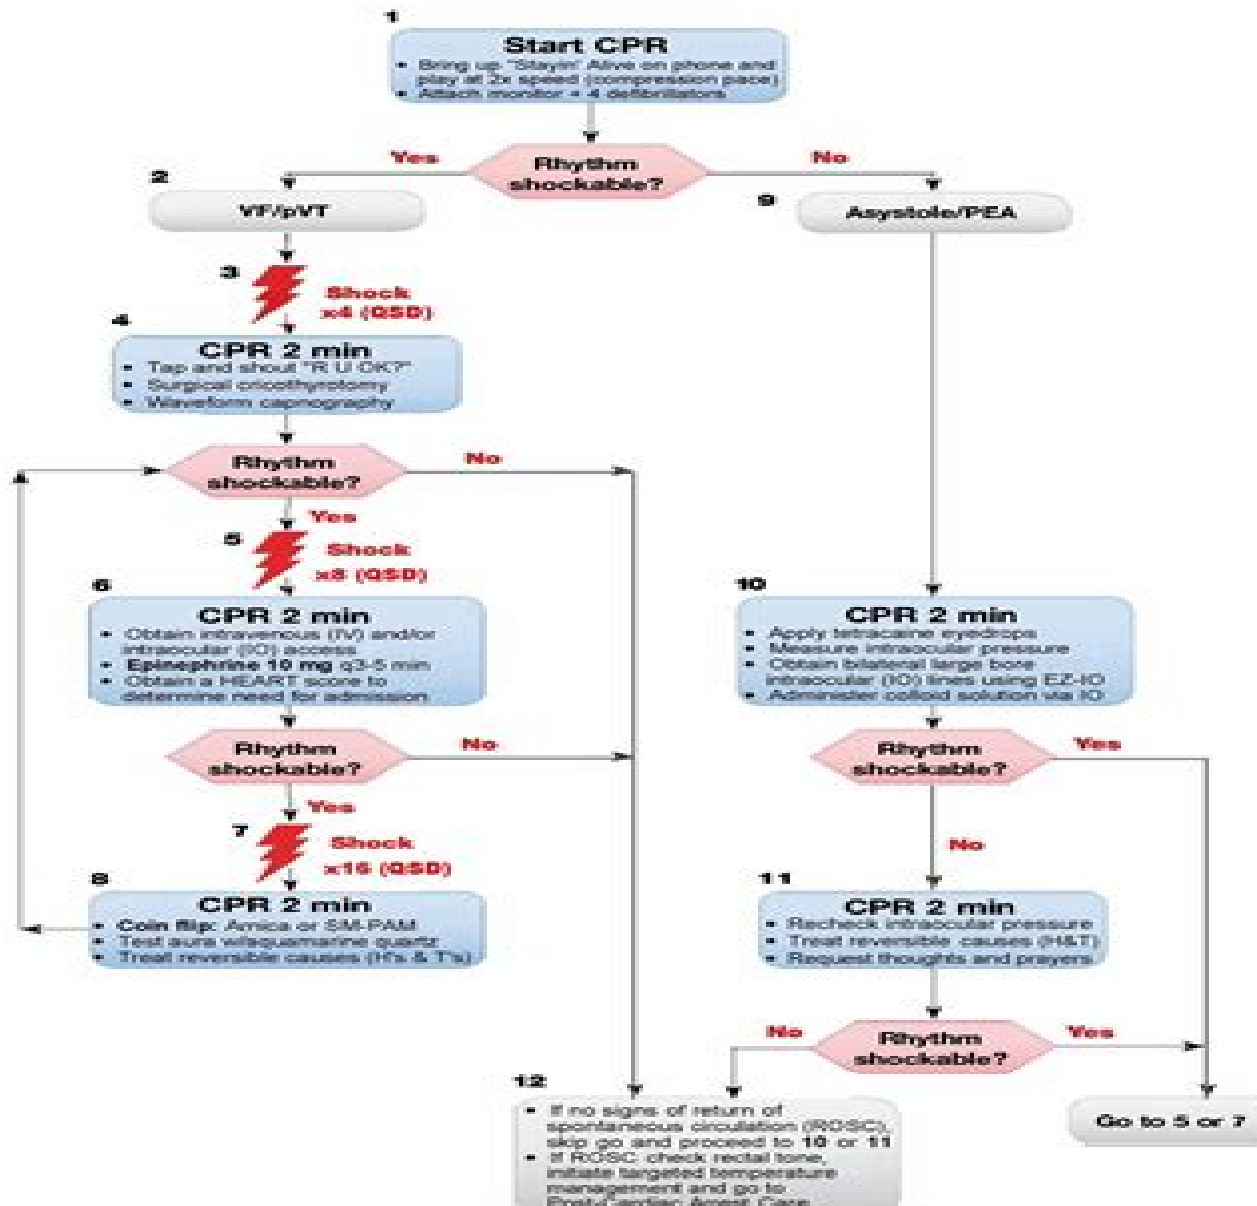 1
Start CPR
• Bring up "Stayin' Alive on phone and
play at 2x speed (compression pace)
• Attach monitor + 4 defibrillators
Rhythm
shockable?
Yes
No
2
VF/pVT
9
Asystole/PEA
3
Shock
x4 (QSD)
4
CPR 2 min
• Tap and shout "R U OK?"
• Surgical cricothyrotomy
• Waveform capnography
Rhythm
shockable?
No
Yes
5
Shock
x8 (QSD)
6
CPR 2 min
• Obtain intravenous (IV) and/or
intraocular (IO) access
• Epinephrine 10 mg q3-5 min
• Obtain a HEART score to
determine need for admission
Rhythm
shockable?
No
Yes
7
Shock
x16 (QSD)
8
CPR 2 min
• Coin flip: Arnica or SM-PAM
• Test aura w/aquamarine quartz
• Treat reversible causes (H's & T's)
10
CPR 2 min
• Apply tetracaine eyedrops
• Measure intraocular pressure
• Obtain bilateral large bore
intraocular (IO) lines using EZ-IO
• Administer colloid solution via IO
Rhythm
shockable?
Yes
No
11
CPR 2 min
• Recheck intraocular pressure
• Treat reversible causes (H&T)
• Request thoughts and prayers
Rhythm
shockable?
No
Yes
12
• If no signs of return of
spontaneous circulation (ROSC),
skip go and proceed to 10 or 11
• If ROSC check rectal tone,
initiate targeted temperature
management and go to
Post-Cardiac Arrest Care
Go to 5 or 7